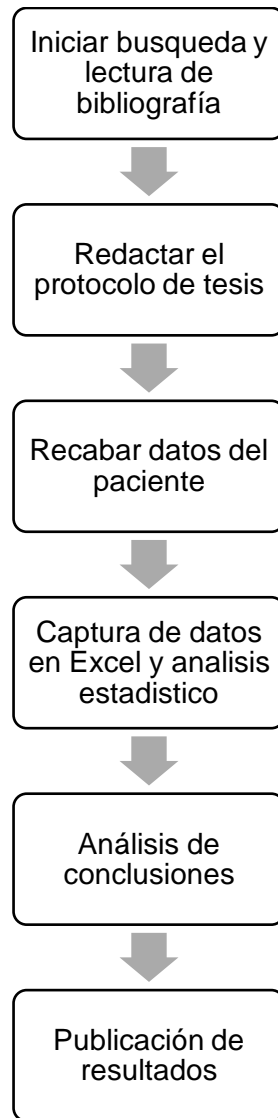 Iniciar busqueda y
lectura de
bibliografía
Redactar el
protocolo de tesis
Recabar datos del
paciente
Captura de datos
en Excel y analisis
estadistico
Análisis de
conclusiones
Publicación de
resultados